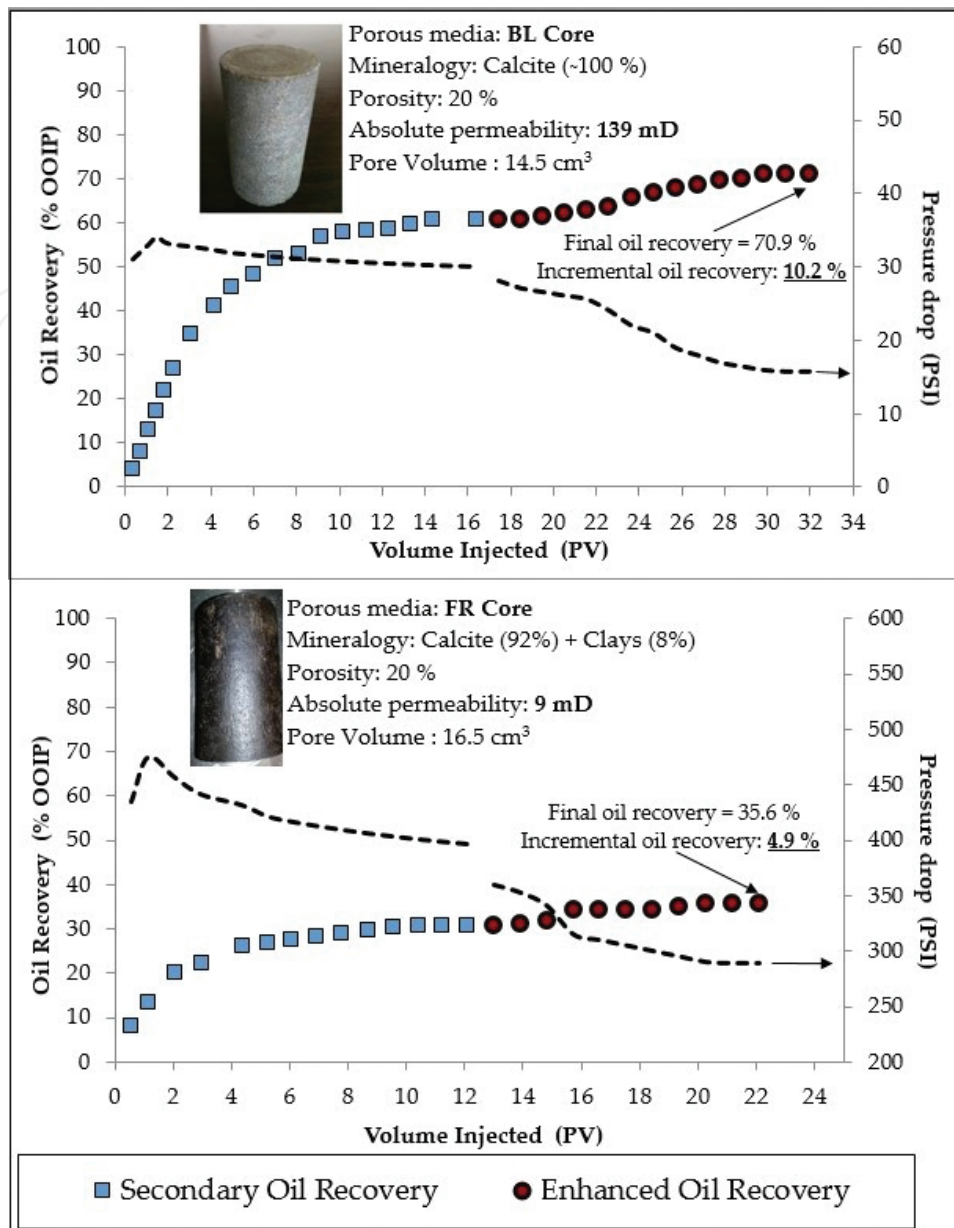 Porous media: BL Core
Mineralogy: Calcite (~100 %)
Porosity: 20 %
Absolute permeability: 139 mD
Pore Volume : 14.5 cm³
100
90
80
70
60
50
40
30
20
10
0
Oil Recovery (% OOIP)
60
50
40
30
20
10
0
Pressure drop (PSI)
Final oil recovery = 70.9 %
Incremental oil recovery: 10.2 %
0 2 4 6 8 10 12 14 16 18 20 22 24 26 28 30 32 34
Volume Injected (PV)
Porous media: FR Core
Mineralogy: Calcite (92%) + Clays (8%)
Porosity: 20 %
Absolute permeability: 9 mD
Pore Volume : 16.5 cm³
100
90
80
70
60
50
40
30
20
10
0
Oil Recovery (% OOIP)
600
550
500
450
400
350
300
250
200
Pressure drop (PSI)
Final oil recovery = 35.6 %
Incremental oil recovery: 4.9 %
0 2 4 6 8 10 12 14 16 18 20 22 24
Volume Injected (PV)
Secondary Oil Recovery Enhanced Oil Recovery